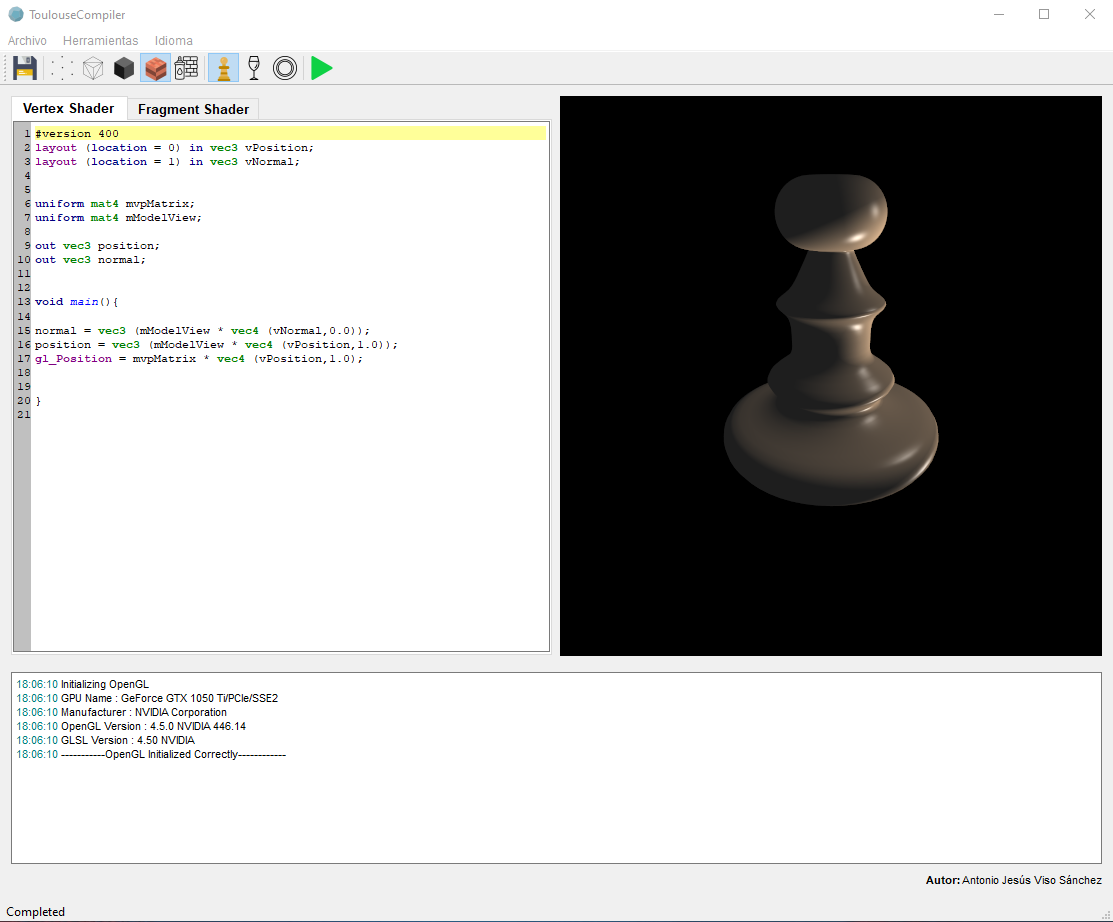 ToulouseCompiler
Archivo Herramientas Idioma
Vertex Shader Fragment Shader
1 #version 400
2 layout (location = 0) in vec3 vPosition;
3 layout (location = 1) in vec3 vNormal;
4
5
6 uniform mat4 mvpMatrix;
7 uniform mat4 mModelView;
8
9 out vec3 position;
10 out vec3 normal;
11
12
13 void main(){
14
15 normal = vec3 (mModelView * vec4 (vNormal,0.0));
16 position = vec3 (mModelView * vec4 (vPosition,1.0));
17 gl_Position = mvpMatrix * vec4 (vPosition,1.0);
18
19
20 }
21
18:06:10 Initializing OpenGL
18:06:10 GPU Name : GeForce GTX 1050 Ti/PCIe/SSE2
18:06:10 Manufacturer : NVIDIA Corporation
18:06:10 OpenGL Version : 4.5.0 NVIDIA 446.14
18:06:10 GLSL Version : 4.50 NVIDIA
18:06:10 -----------OpenGL Initialized Correctly------------
Autor: Antonio Jesús Viso Sánchez
Completed